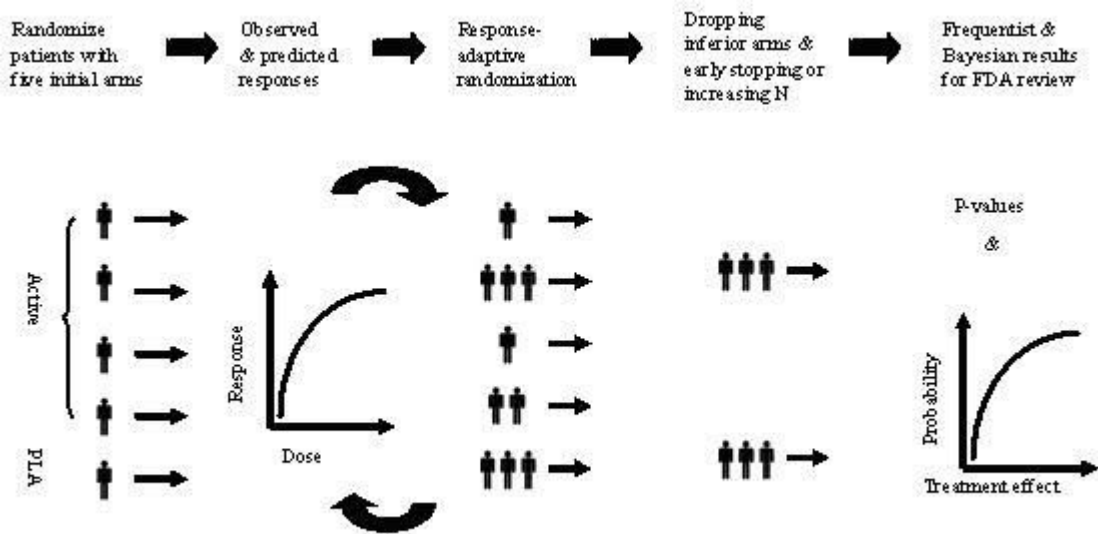 Randomize
patients with
five initial arms
Observed
& predicted
responses
Response-
adaptive
randomization
Dropping
inferior arms &
early stopping or
increasing N
Frequentist &
Bayesian results
for FDA review
Active
PLA
Response
Dose
P-values
&
Probability
Treatment effect